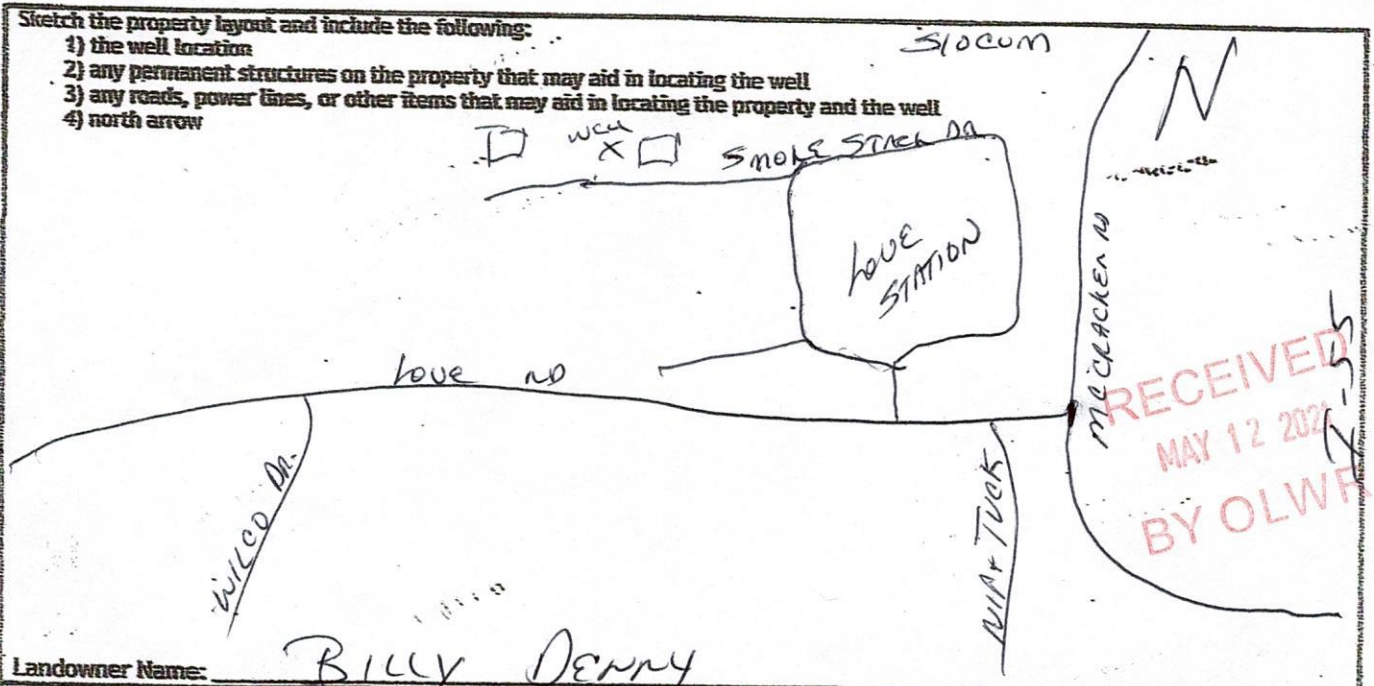 Sketch the property layout and include the following:
1) the well location
2) any permanent structures on the property that may aid in locating the well
3) any roads, power lines, or other items that may aid in locating the property and the well
4) north arrow
SLOCUM
N
WELL
X
SMOKE STACK DR
LOVE
STATION
MCCRACKEN RD
LOVE RD
WILCO DR.
NIP + TUCK
RECEIVED
MAY 12 202
BY OLWR
Landowner Name: BILLY DENNY